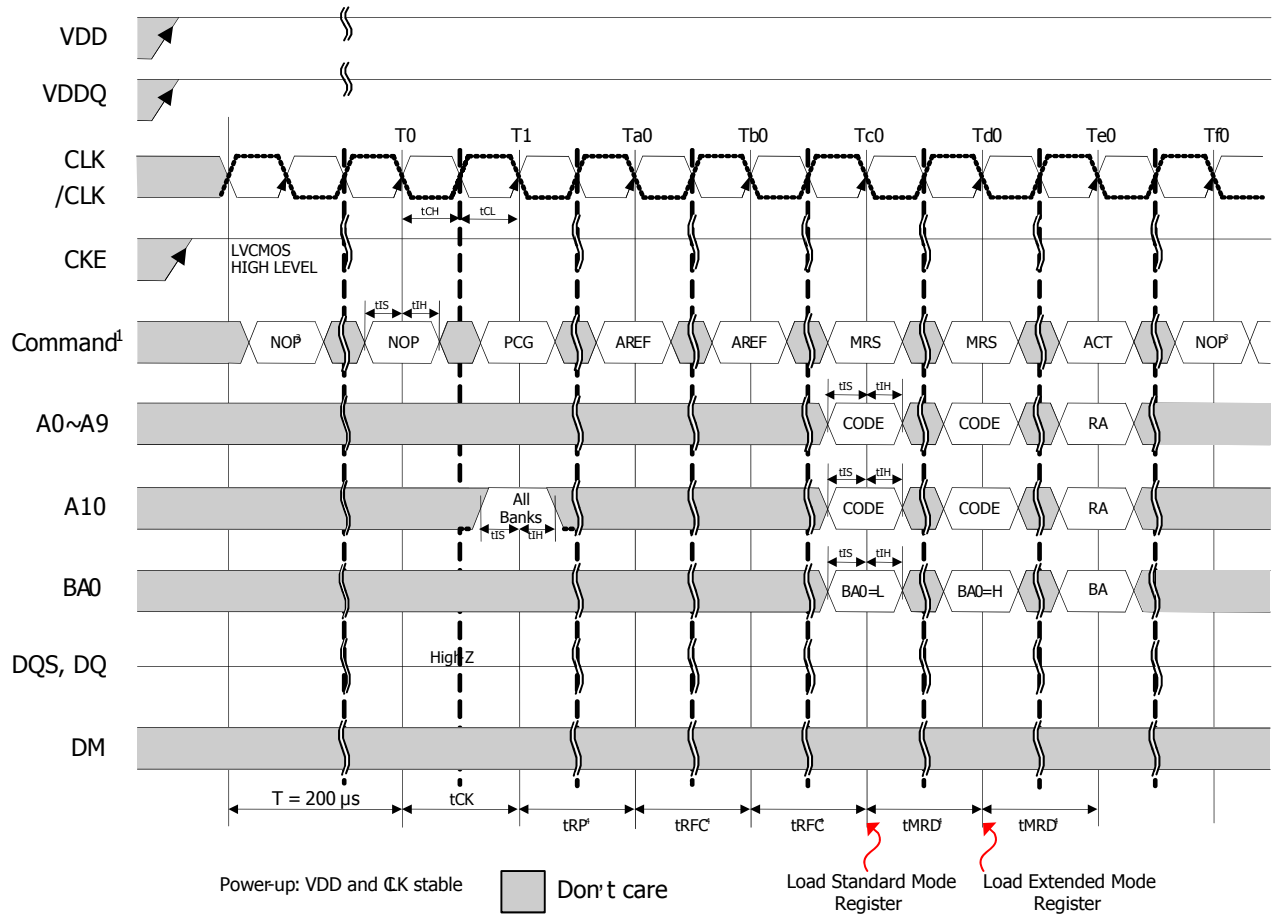 VDD
VDDQ
T0 T1 Ta0 Tb0 Tc0 Td0 Te0 Tf0
CLK
/CLK
tCH tCL
CKE
LVCMOS
HIGH LEVEL
tIS tIH
Command1 NOP3 NOP PCG AREF AREF MRS MRS ACT NOP3
tIS tIH
A0~A9 CODE CODE RA
tIS tIH
A10 All
Banks CODE CODE RA
tIS tIH
tIS tIH
BA0 BA0=L BA0=H BA
High-Z
DQS, DQ
DM
T = 200 µs tCK
tRP4 tRFC4 tRFC4 tMRD4 tMRD4
Power-up: VDD and CLK stable
Don't care
Load Standard Mode
Register
Load Extended Mode
Register